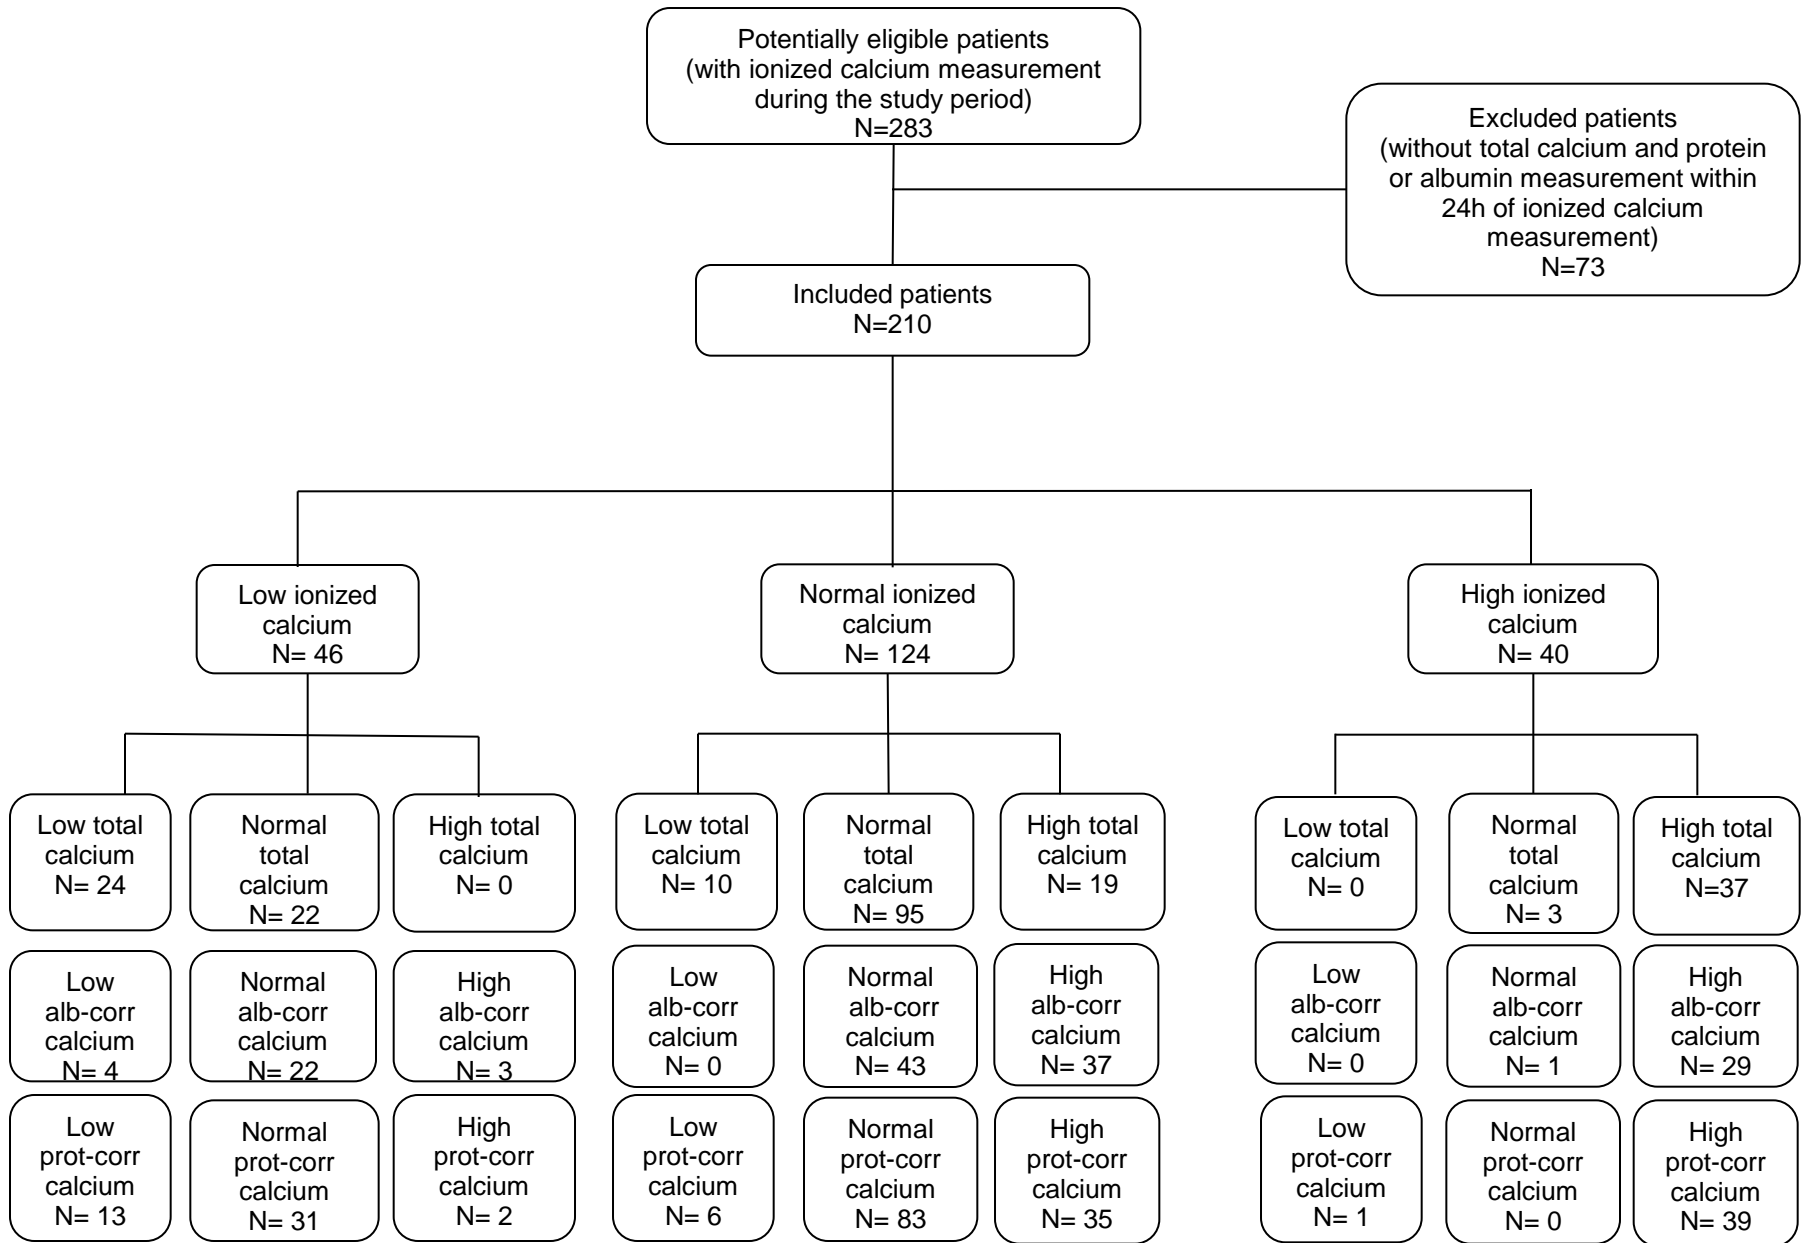 Potentially eligible patients
(with ionized calcium measurement
during the study period)
N=283
Excluded patients
(without total calcium and protein
or albumin measurement within
24h of ionized calcium
measurement)
N=73
Included patients
N=210
Low ionized
calcium
N= 46
Normal ionized
calcium
N= 124
High ionized
calcium
N= 40
Low total
calcium
N= 24
Normal
total
calcium
N= 22
High total
calcium
N= 0
Low total
calcium
N= 10
Normal
total
calcium
N= 95
High total
calcium
N= 19
Low total
calcium
N= 0
Normal
total
calcium
N= 3
High total
calcium
N=37
Low
alb-corr
calcium
N= 4
Normal
alb-corr
calcium
N= 22
High
alb-corr
calcium
N= 3
Low
alb-corr
calcium
N= 0
Normal
alb-corr
calcium
N= 43
High
alb-corr
calcium
N= 37
Low
alb-corr
calcium
N= 0
Normal
alb-corr
calcium
N= 1
High
alb-corr
calcium
N= 29
Low
prot-corr
calcium
N= 13
Normal
prot-corr
calcium
N= 31
High
prot-corr
calcium
N= 2
Low
prot-corr
calcium
N= 6
Normal
prot-corr
calcium
N= 83
High
prot-corr
calcium
N= 35
Low
prot-corr
calcium
N= 1
Normal
prot-corr
calcium
N= 0
High
prot-corr
calcium
N= 39